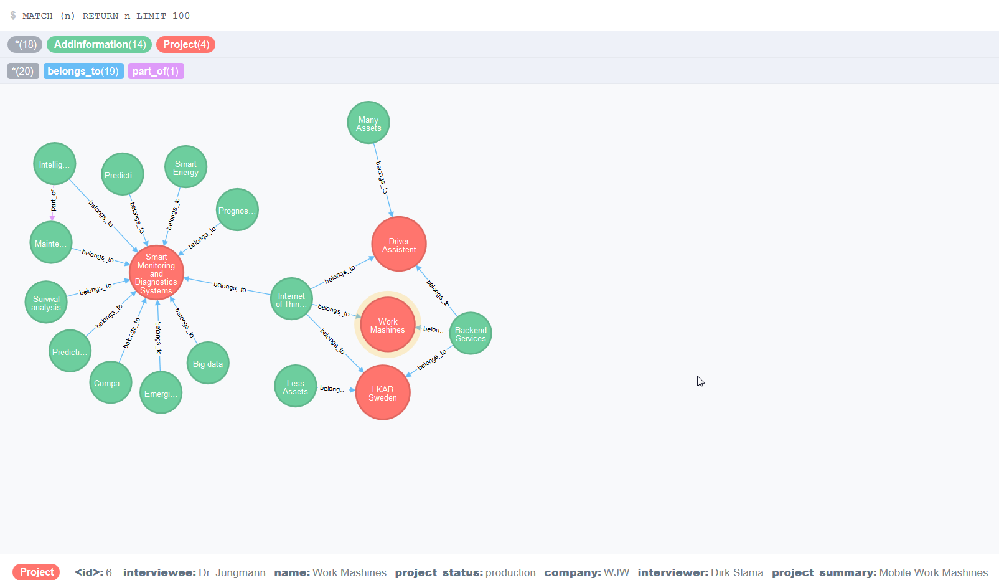 $ MATCH (n) RETURN n LIMIT 100
*(18) AddInformation(14) Project(4)
*(20) belongs_to(19) part_of(1)
Many
Assets
belongs_to
Intellig...
Predicti...
Smart
Energy
Prognos...
part_of
belongs_to
belongs_to
belongs_to
belongs_to
Mainte...
belongs_to
Smart
Monitoring
and
Diagnostics
Systems
Driver
Assistent
belongs_to
belongs_to
belongs_to
Survival
analysis
belongs_to
Internet
of Thin...
belongs_to
belongs_to
Work
Mashines
belon...
Backend
Services
belongs_to
belongs_to
belongs_to
belongs_to
belongs_to
belongs_to
Predicti...
Compa...
Emergi...
Big data
Less
Assets
belong...
LKAB
Sweden
Project <id>: 6 interviewee: Dr. Jungmann name: Work Mashines project_status: production company: WJW interviewer: Dirk Slama project_summary: Mobile Work Mashines